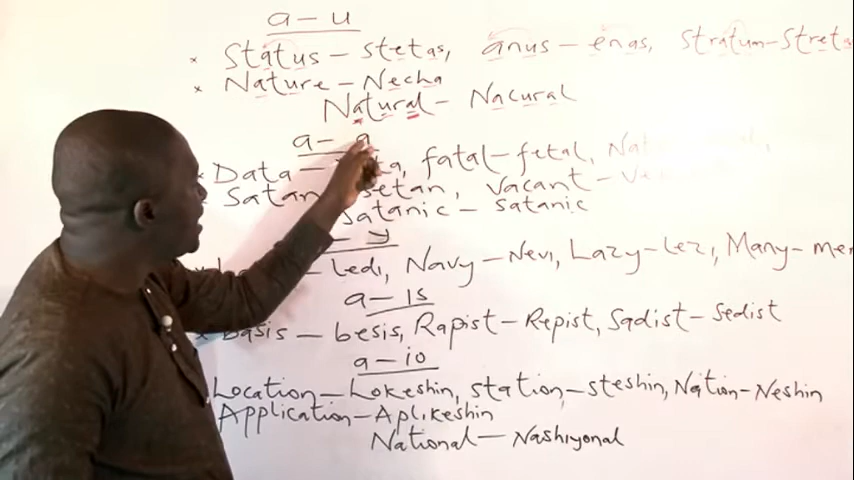 a – u
* Status – Stetas, anus – enas, Stratum – Stretas
* Nature – Necha
Natural – Nacural
a – a
* Data –, fatal – fetal,
Satan – setan, vacant –
Satanic – Satanic
– y
– Ledi, Navy – Nevi, Lazy – Lezi, Many –
a – is
* Basis – besis, Rapist – Repist, Sadist – Sedist
a – io
Location – Lokeshin, station – steshin, Nation – Neshin
Application – Aplikeshin
National – Nashiyonal